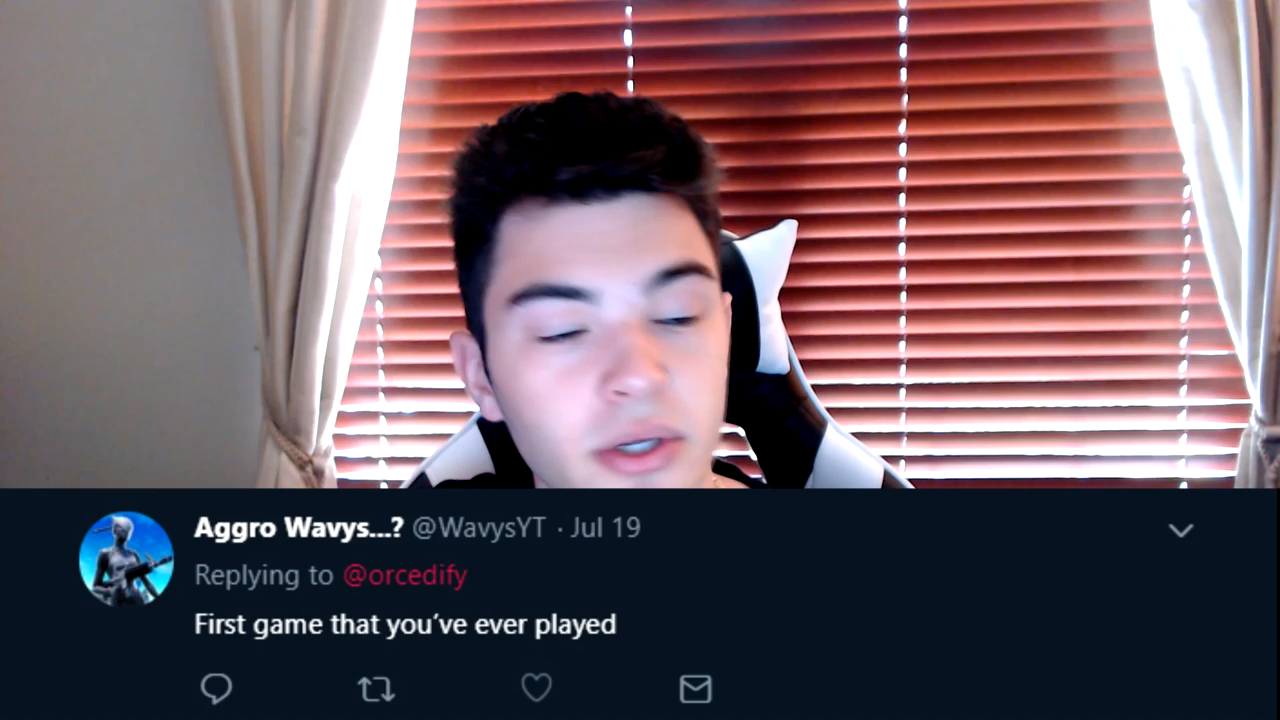 Aggro Wavys...? @WavysYT · Jul 19
Replying to @orcedify
First game that you've ever played